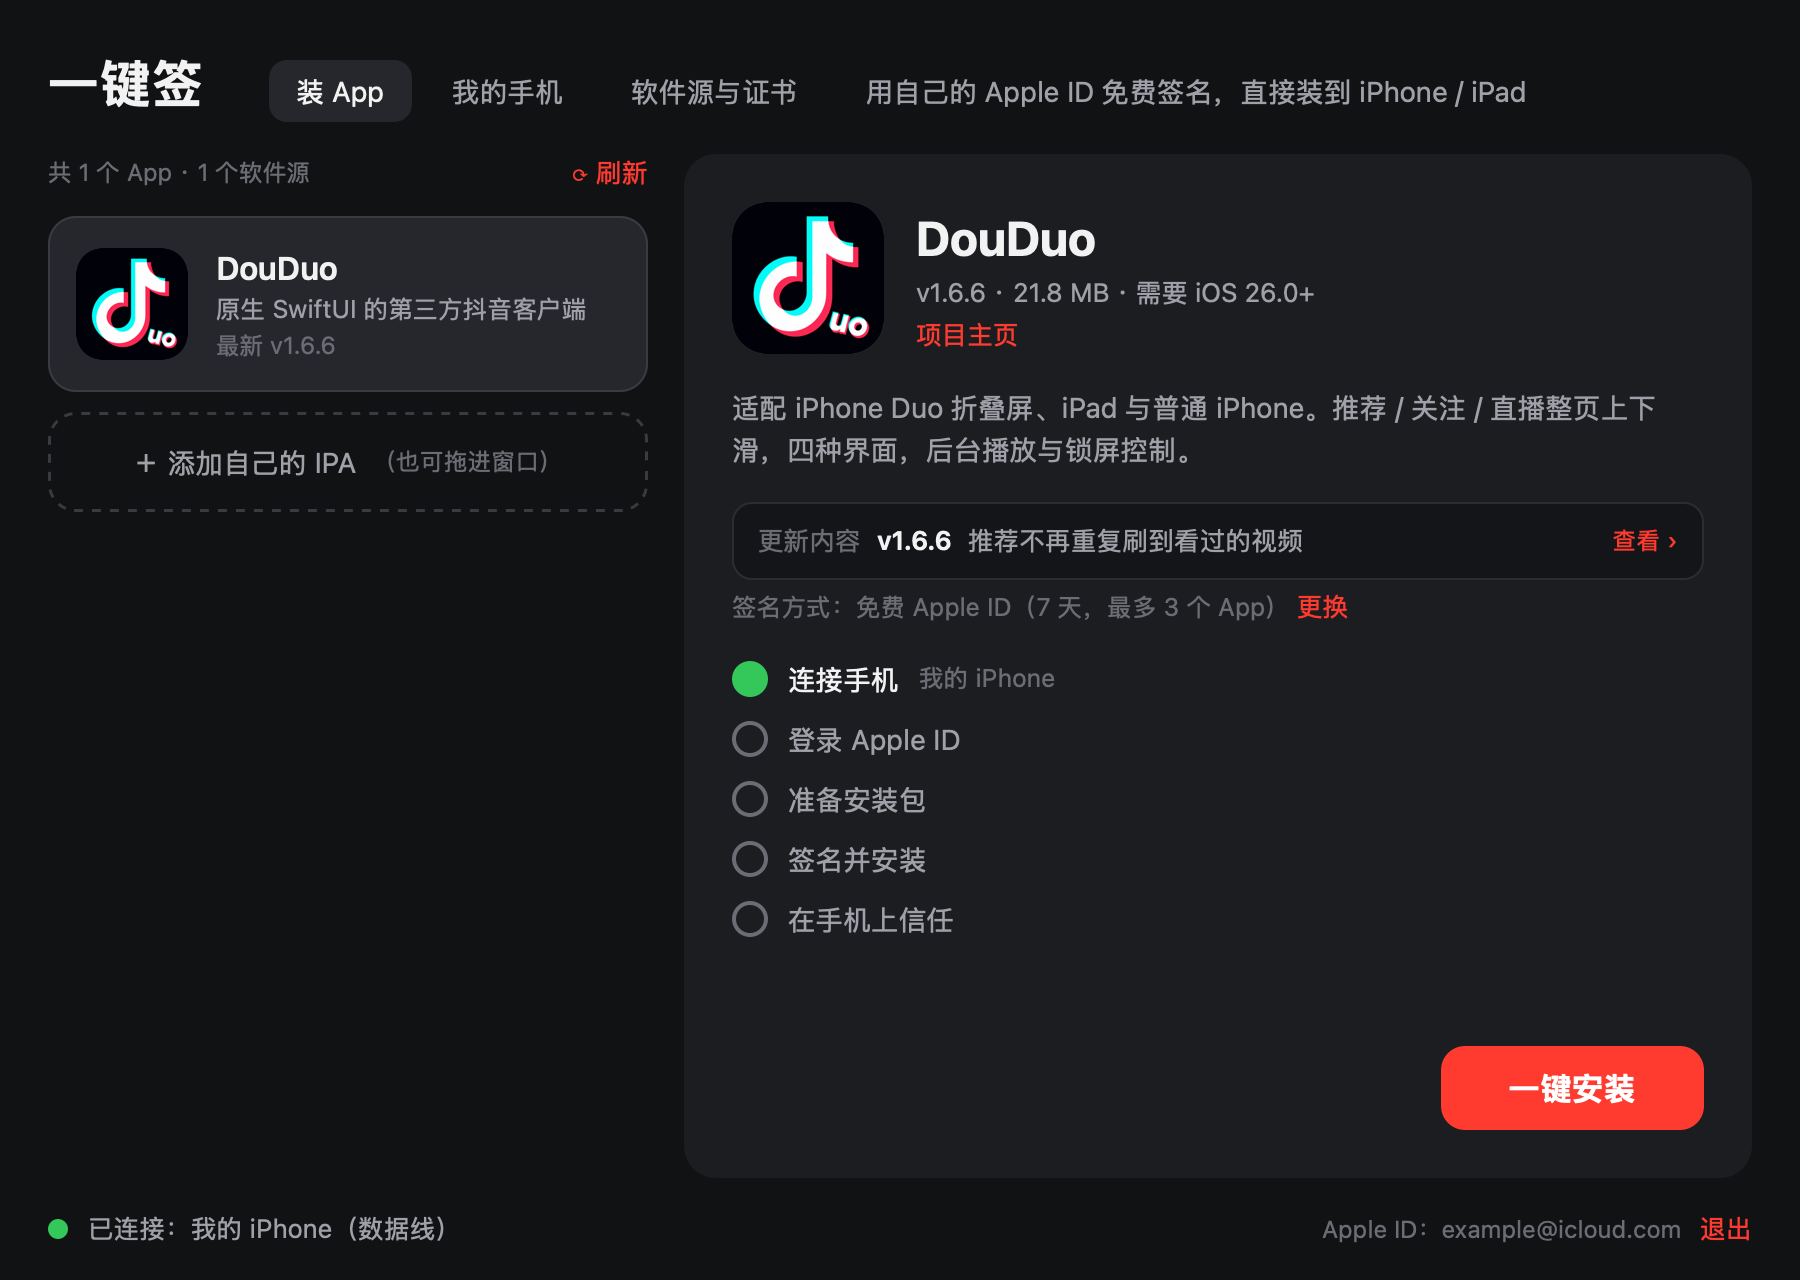 一键签
装 App
我的手机
软件源与证书
用自己的 Apple ID 免费签名，直接装到 iPhone / iPad
共 1 个 App · 1 个软件源
⟳ 刷新
uo
DouDuo
原生 SwiftUI 的第三方抖音客户端
最新 v1.6.6
+ 添加自己的 IPA （也可拖进窗口）
uo
DouDuo
v1.6.6 · 21.8 MB · 需要 iOS 26.0+
项目主页
适配 iPhone Duo 折叠屏、iPad 与普通 iPhone。推荐 / 关注 / 直播整页上下
滑，四种界面，后台播放与锁屏控制。
更新内容 v1.6.6 推荐不再重复刷到看过的视频
查看 ›
签名方式：免费 Apple ID（7 天，最多 3 个 App） 更换
连接手机 我的 iPhone
登录 Apple ID
准备安装包
签名并安装
在手机上信任
一键安装
已连接：我的 iPhone（数据线）
Apple ID：example@icloud.com 退出